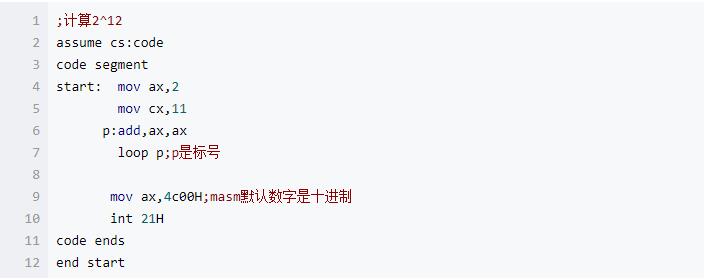 1 ;计算2^12
2 assume cs:code
3 code segment
4 start: mov ax,2
5 mov cx,11
6 p:add,ax,ax
7 loop p;p是标号
8
9 mov ax,4c00H;masm默认数字是十进制
10 int 21H
11 code ends
12 end start